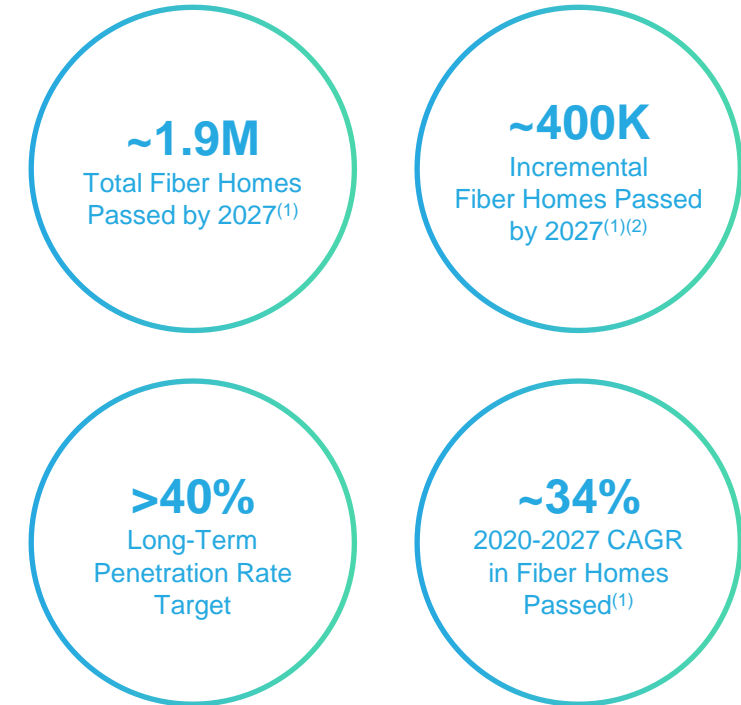 ~1.9M
Total Fiber Homes
Passed by 2027(1)
~400K
Incremental
Fiber Homes Passed
by 2027(1)(2)
>40%
Long-Term
Penetration Rate
Target
~34%
2020-2027 CAGR
in Fiber Homes
Passed(1)